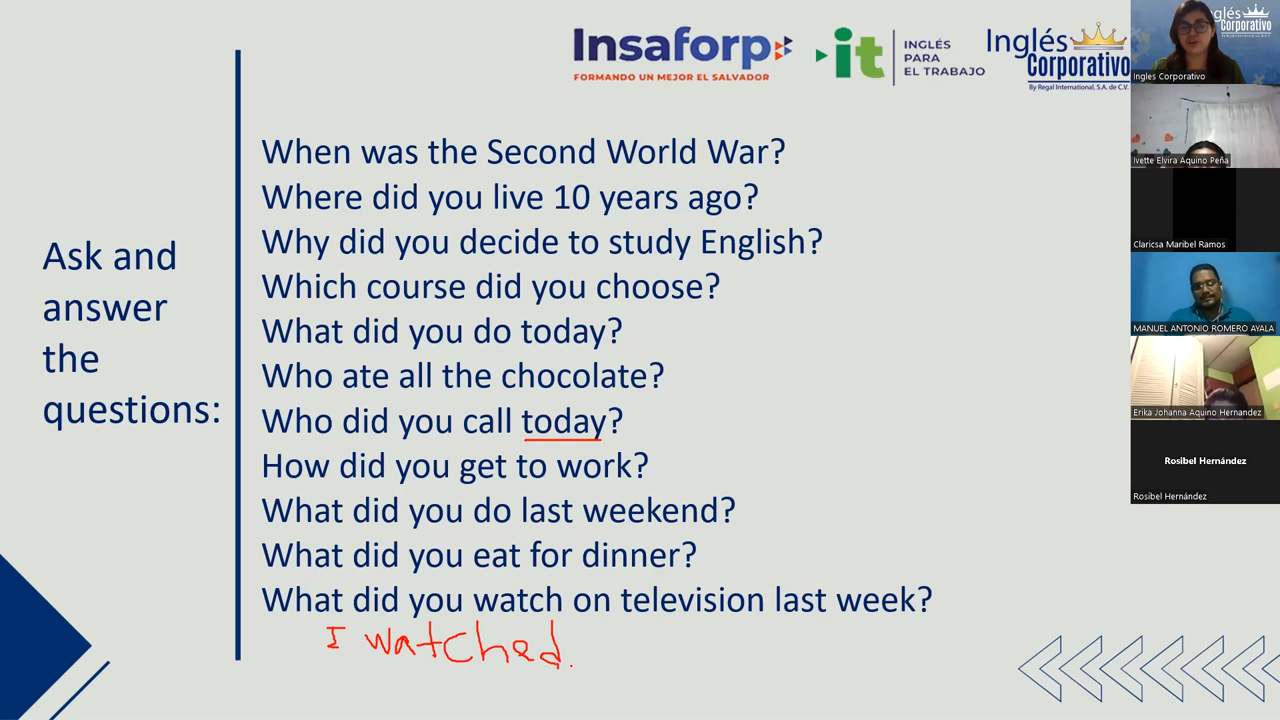 Insaforp
FORMANDO UN MEJOR EL SALVADOR
it
INGLÉS
PARA
EL TRABAJO
Inglés
Corporativo
By Regal International, S.A. de C.V.
Ask and
answer
the
questions:
When was the Second World War?
Where did you live 10 years ago?
Why did you decide to study English?
Which course did you choose?
What did you do today?
Who ate all the chocolate?
Who did you call today?
How did you get to work?
What did you do last weekend?
What did you eat for dinner?
What did you watch on television last week?
I watched.
glés
Corporativo
Ingles Corporativo
Ivette Elvira Aquino Peña
Claricsa Maribel Ramos
MANUEL ANTONIO ROMERO AYALA
Erika Johanna Aquino Hernandez
Rosibel Hernández
Rosibel Hernández